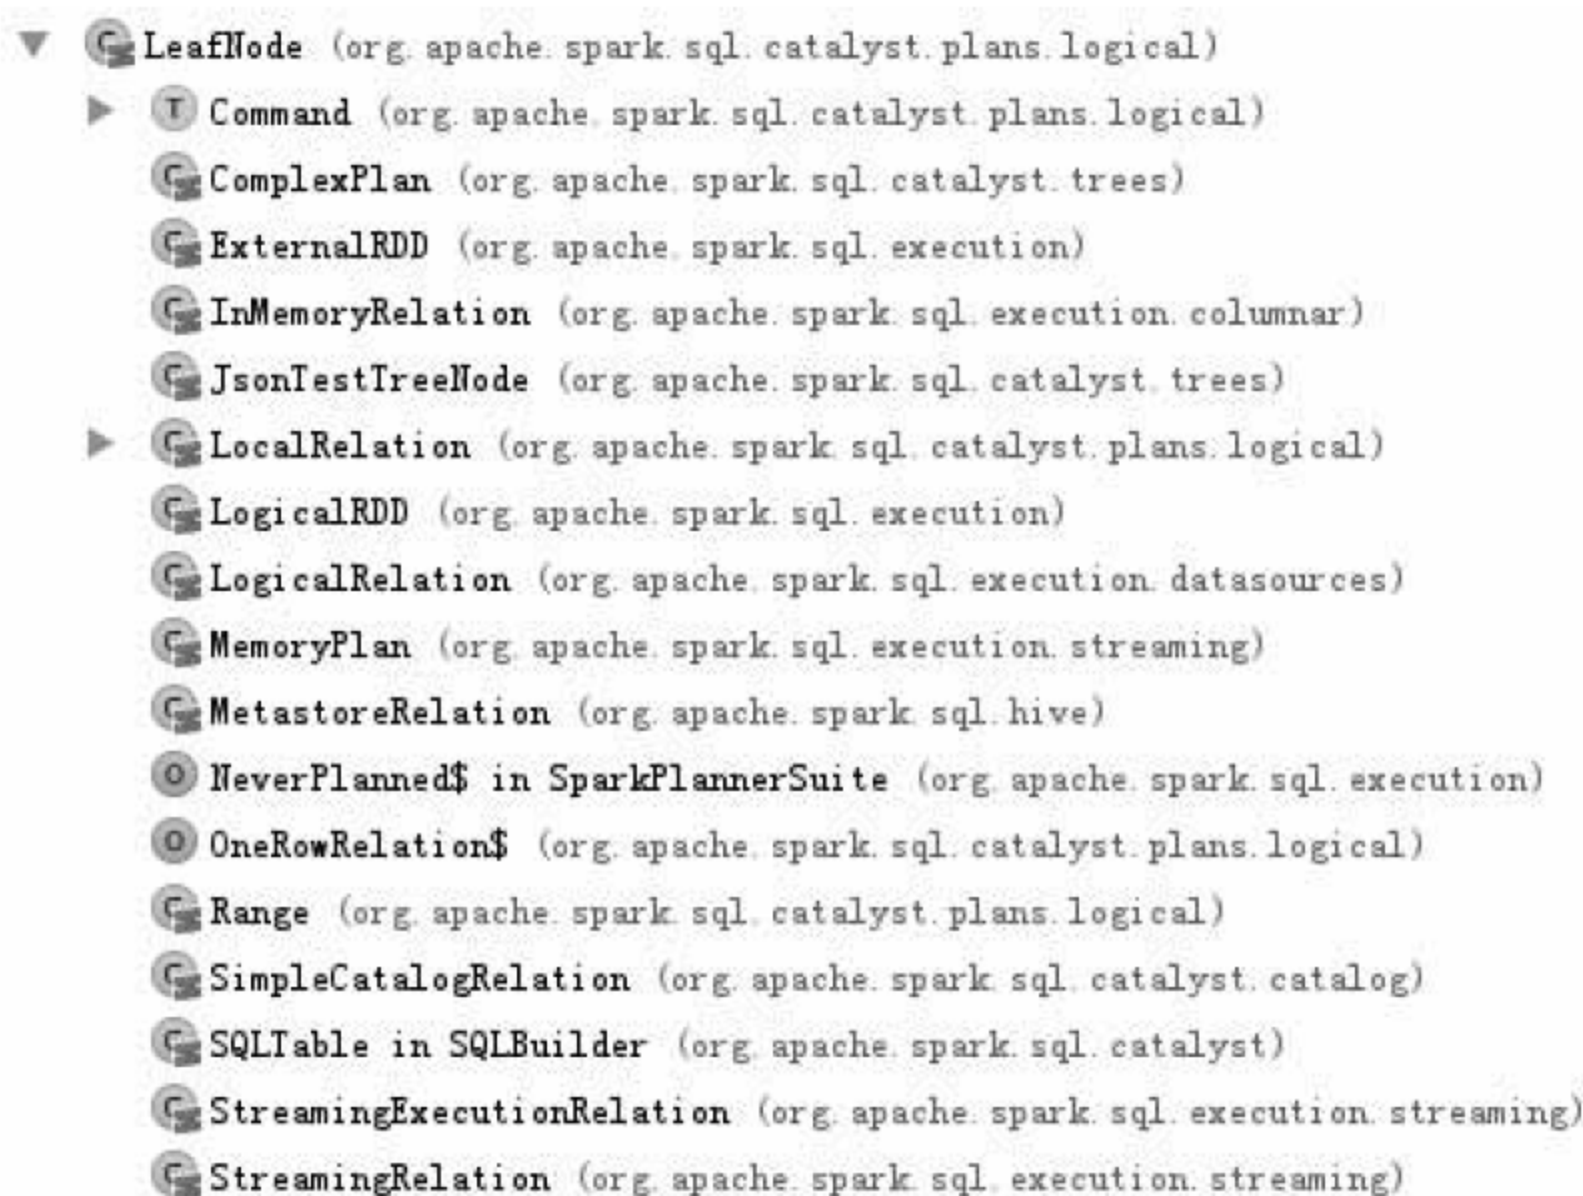 LeafNode (org.apache.spark.sql.catalyst.plans.logical)
Command (org.apache.spark.sql.catalyst.plans.logical)
ComplexPlan (org.apache.spark.sql.catalyst.trees)
ExternalRDD (org.apache.spark.sql.execution)
InMemoryRelation (org.apache.spark.sql.execution.columnar)
JsonTestTreeNode (org.apache.spark.sql.catalyst.trees)
LocalRelation (org.apache.spark.sql.catalyst.plans.logical)
LogicalRDD (org.apache.spark.sql.execution)
LogicalRelation (org.apache.spark.sql.execution.datasources)
MemoryPlan (org.apache.spark.sql.execution.streaming)
MetastoreRelation (org.apache.spark.sql.hive)
NeverPlanned$ in SparkPlannerSuite (org.apache.spark.sql.execution)
OneRowRelation$ (org.apache.spark.sql.catalyst.plans.logical)
Range (org.apache.spark.sql.catalyst.plans.logical)
SimpleCatalogRelation (org.apache.spark.sql.catalyst.catalog)
SQLTable in SQLBuilder (org.apache.spark.sql.catalyst)
StreamingExecutionRelation (org.apache.spark.sql.execution.streaming)
StreamingRelation (org.apache.spark.sql.execution.streaming)